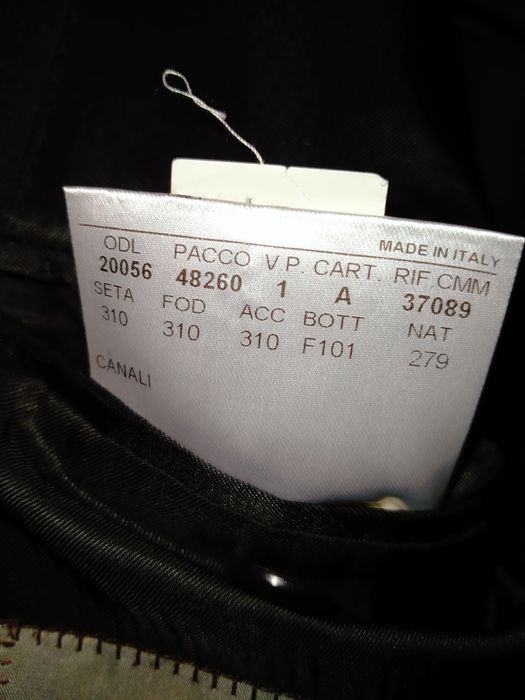 MADE IN ITALY
ODL PACCO V.P. CART. RIF.CMM
20056 48260 1 A 37089
SETA FOD ACC BOTT NAT
310 310 310 F101 279
CANALI